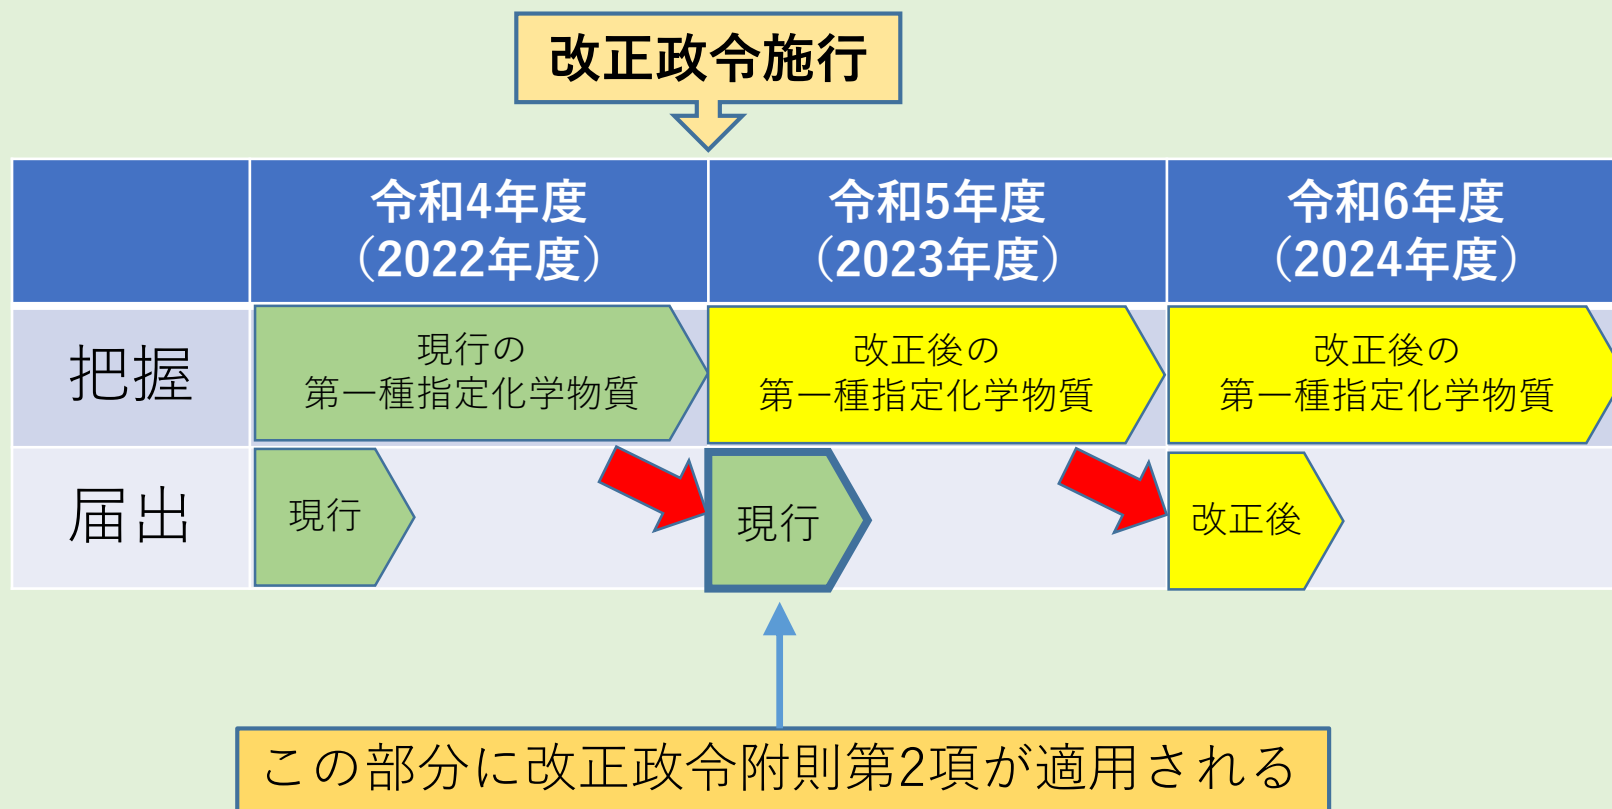 改正政令施行
令和4年度
（2022年度）
令和5年度
（2023年度）
令和6年度
（2024年度）
把握
現行の
第一種指定化学物質
改正後の
第一種指定化学物質
改正後の
第一種指定化学物質
届出
現行
現行
改正後
この部分に改正政令附則第2項が適用される